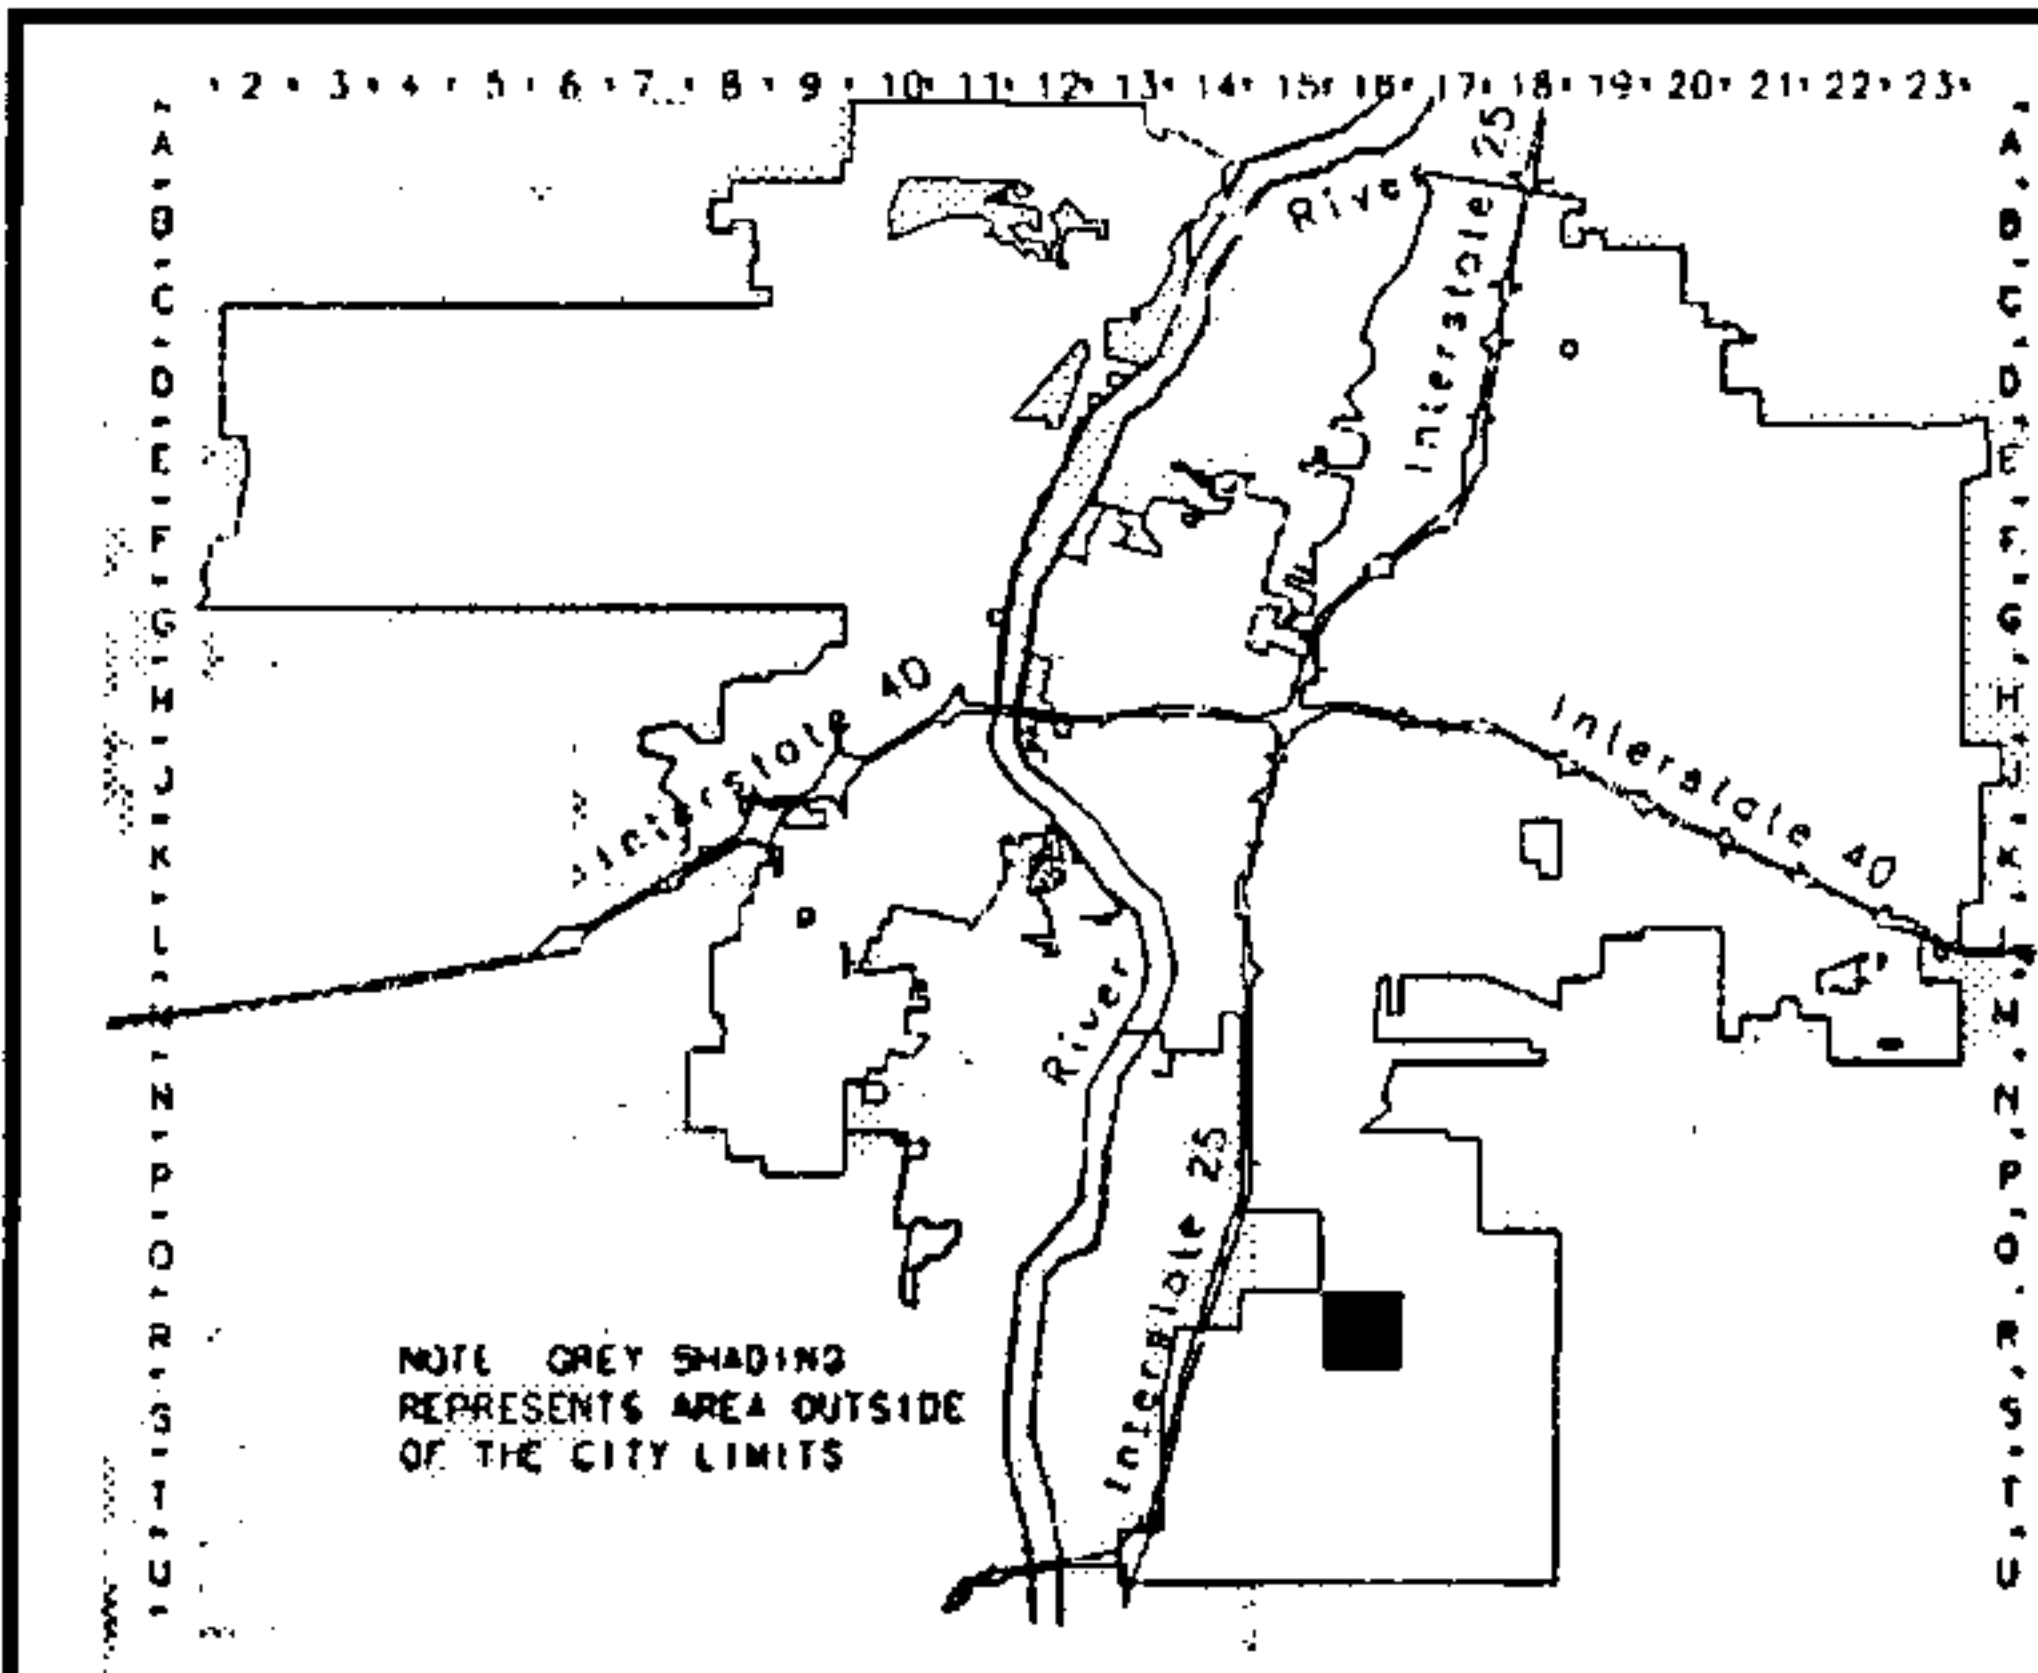 2 3 4 5 6 7 8 9 10 11 12 13 14 15 16 17 18 19 20 21 22 23
A
B
C
D
E
F
G
H
J
K
L
M
N
P
Q
R
S
T
U
A
B
C
D
E
F
G
H
J
K
L
M
N
P
Q
R
S
T
U
River
Interstate 25
Interstate 40
Interstate 40
River
Interstate 25
NOTE GREY SHADING
REPRESENTS AREA OUTSIDE
OF THE CITY LIMITS